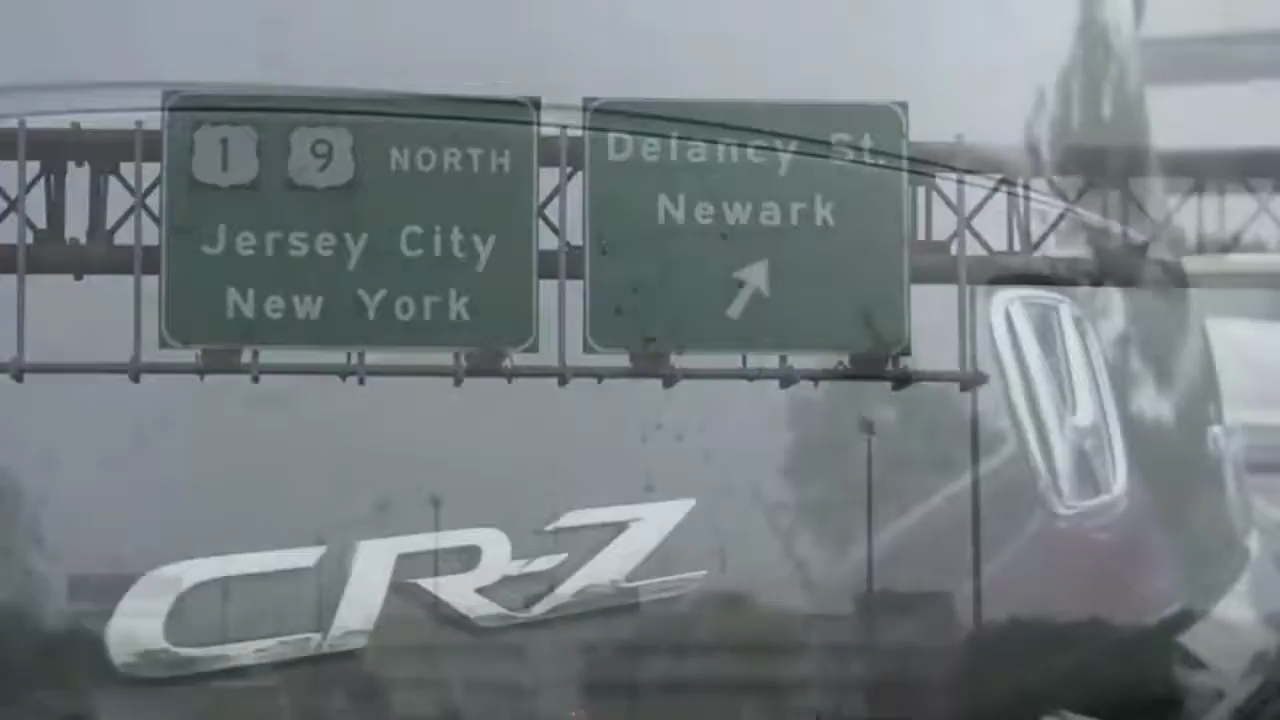 1 9 NORTH
Jersey City
New York
Delancy St.
Newark
CR-Z